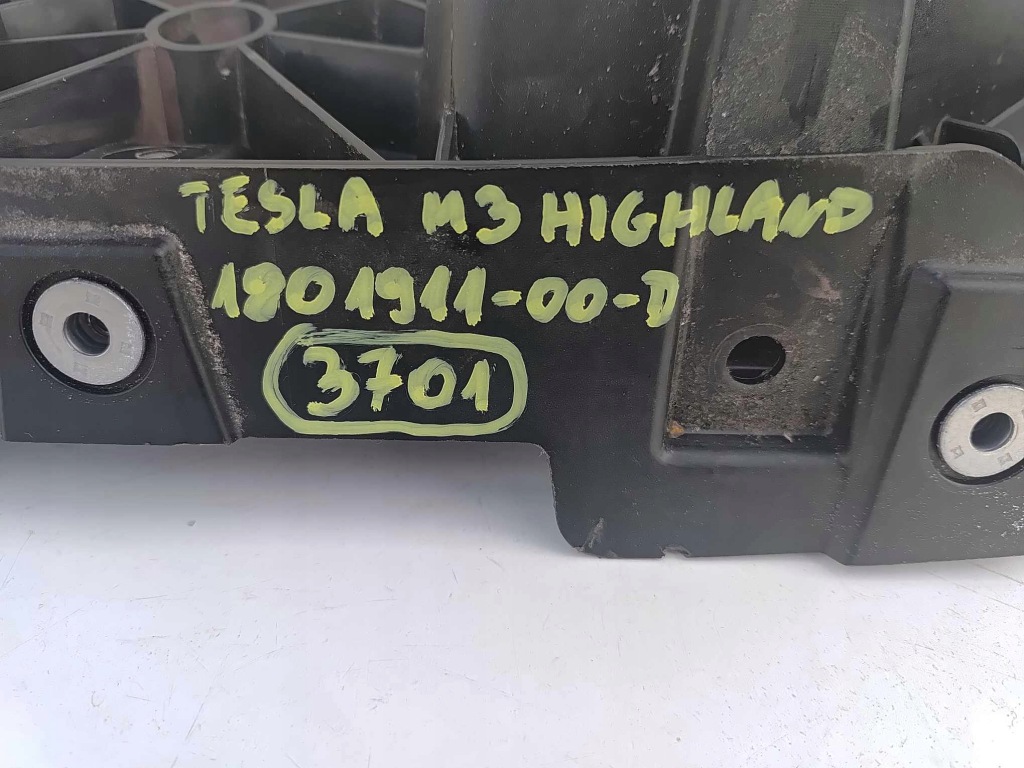 TESLA M3 HIGHLAND
1801911-00-D
3701